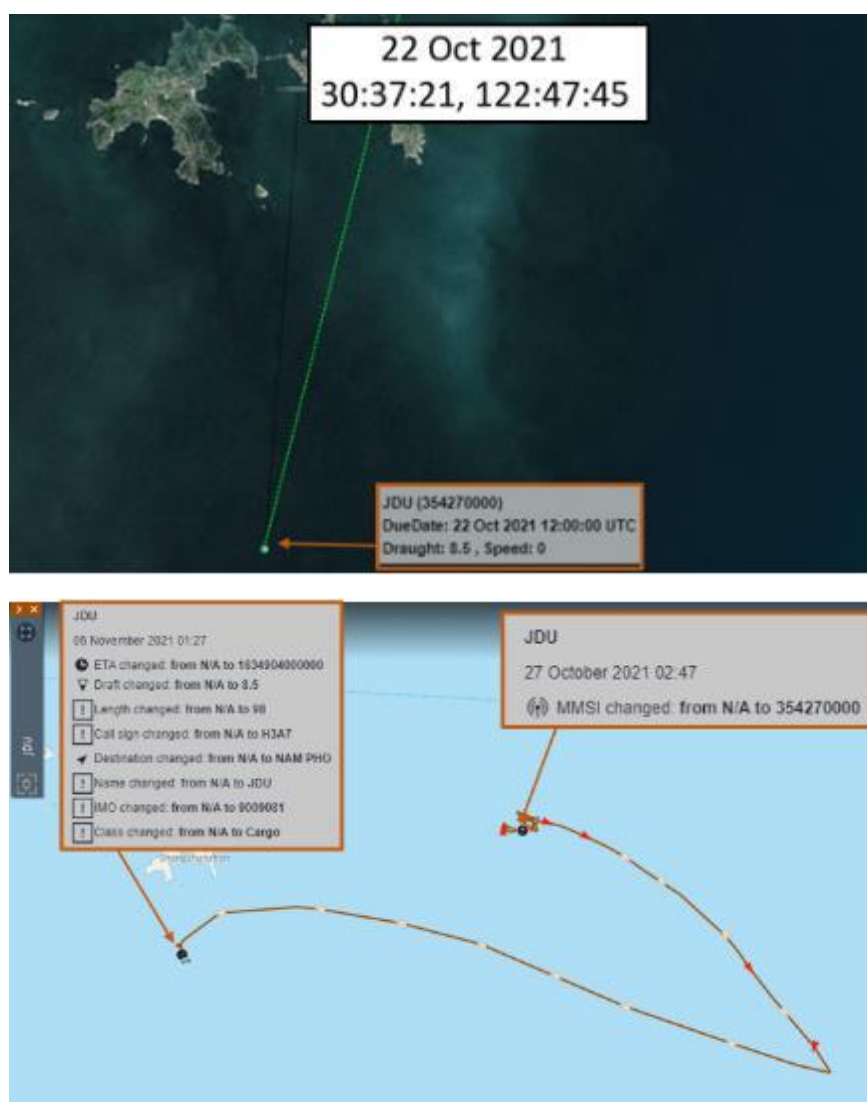 22 Oct 2021
30:37:21, 122:47:45
JDU (354270000)
DueDate: 22 Oct 2021 12:00:00 UTC
Draught: 8.5 , Speed: 0
JDU
06 November 2021 01:27
ETA changed: from N/A to 1634904000000
Draft changed: from N/A to 8.5
Length changed: from N/A to 98
Call sign changed: from N/A to H3A7
Destination changed: from N/A to NAM PHO
Name changed: from N/A to JDU
IMO changed: from N/A to 9009081
Class changed: from N/A to Cargo
JDU
27 October 2021 02:47
MMSI changed: from N/A to 354270000